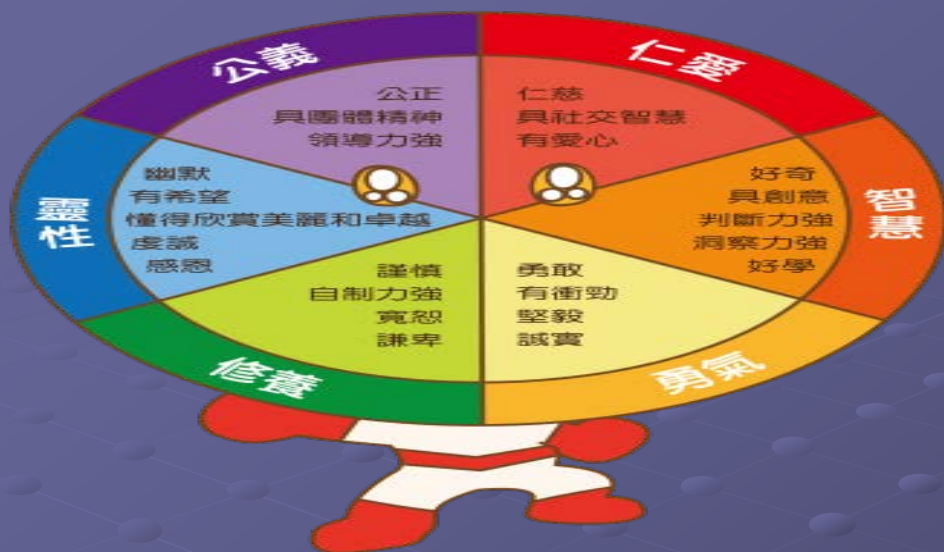 公義
公正
具團體精神
領導力強
仁愛
仁慈
具社交智慧
有愛心
智慧
好奇
具創意
判斷力強
洞察力強
好學
勇氣
勇敢
有衝勁
堅毅
誠實
修養
謹慎
自制力強
寬恕
謙卑
靈性
幽默
有希望
懂得欣賞美麗和卓越
虔誠
感恩